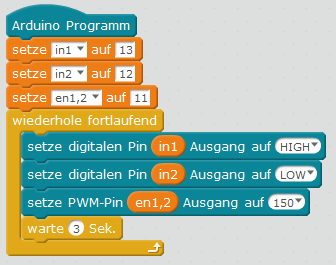 Arduino Programm
setze in1 auf 13
setze in2 auf 12
setze en1,2 auf 11
wiederhole fortlaufend
setze digitalen Pin in1 Ausgang auf HIGH
setze digitalen Pin in2 Ausgang auf LOW
setze PWM-Pin en1,2 Ausgang auf 150
warte 3 Sek.